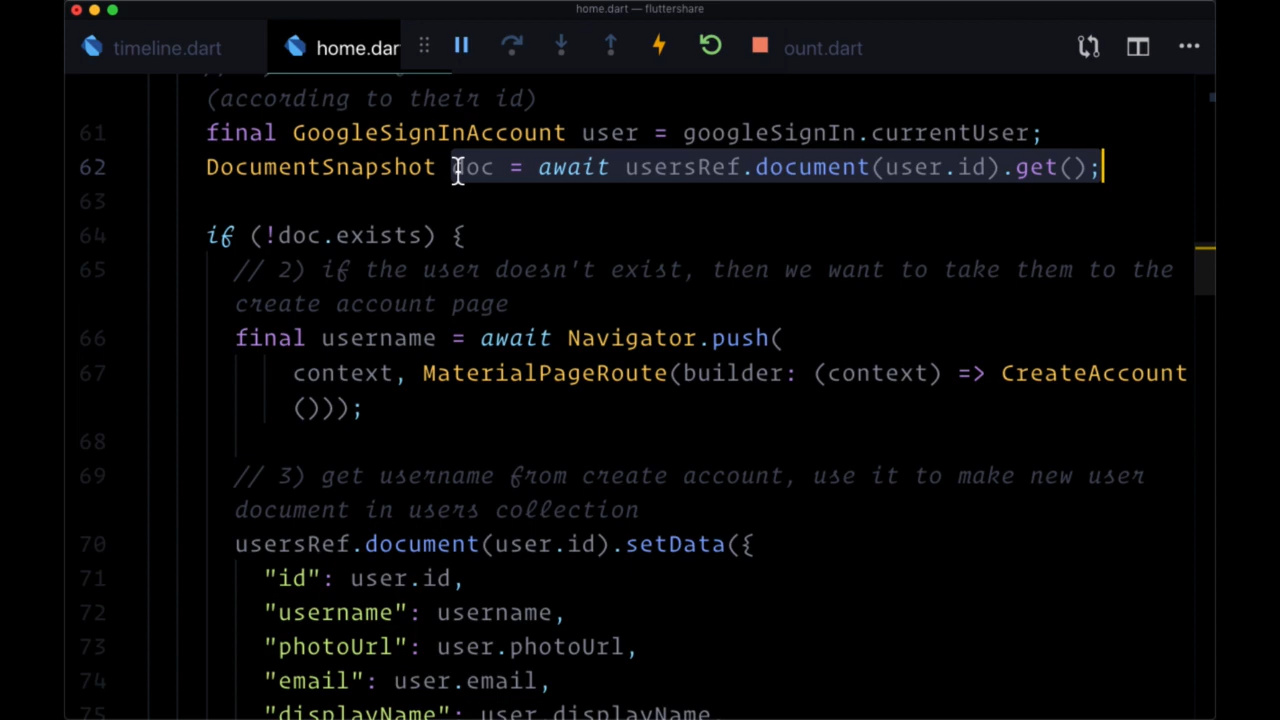 home.dart — fluttershare
timeline.dart
home.dar
ount.dart
(according to their id)
61 final GoogleSignInAccount user = googleSignIn.currentUser;
62 DocumentSnapshot doc = await usersRef.document(user.id).get();
63
64 if (!doc.exists) {
65 // 2) if the user doesn't exist, then we want to take them to the
create account page
66 final username = await Navigator.push(
67 context, MaterialPageRoute(builder: (context) => CreateAccount
()));
68
69 // 3) get username from create account, use it to make new user
document in users collection
70 usersRef.document(user.id).setData({
71 "id": user.id,
72 "username": username,
73 "photoUrl": user.photoUrl,
74 "email": user.email,
75 "displayName": user.displayName,